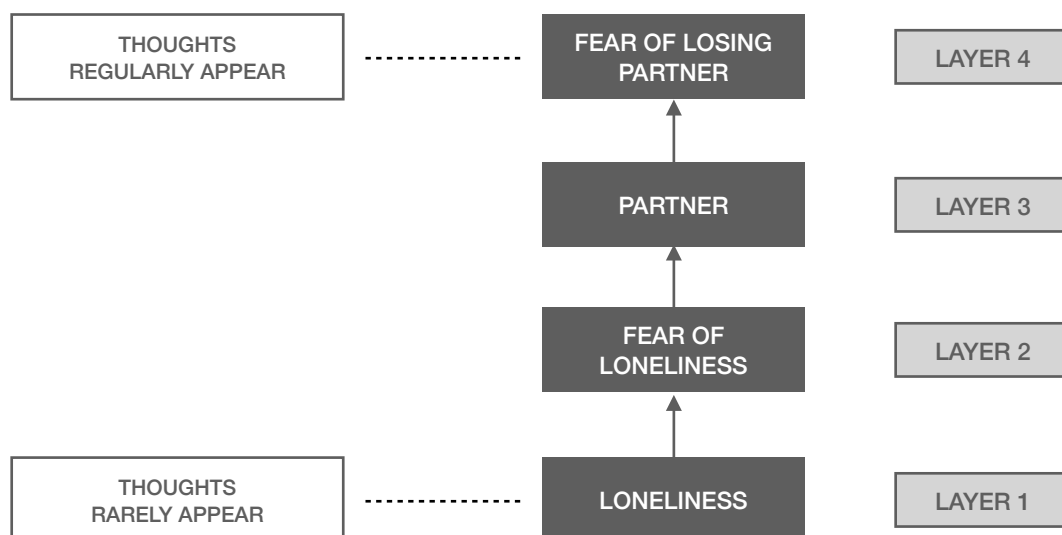 THOUGHTS
REGULARLY APPEAR
FEAR OF LOSING
PARTNER
LAYER 4
PARTNER
LAYER 3
FEAR OF
LONELINESS
LAYER 2
THOUGHTS
RARELY APPEAR
LONELINESS
LAYER 1